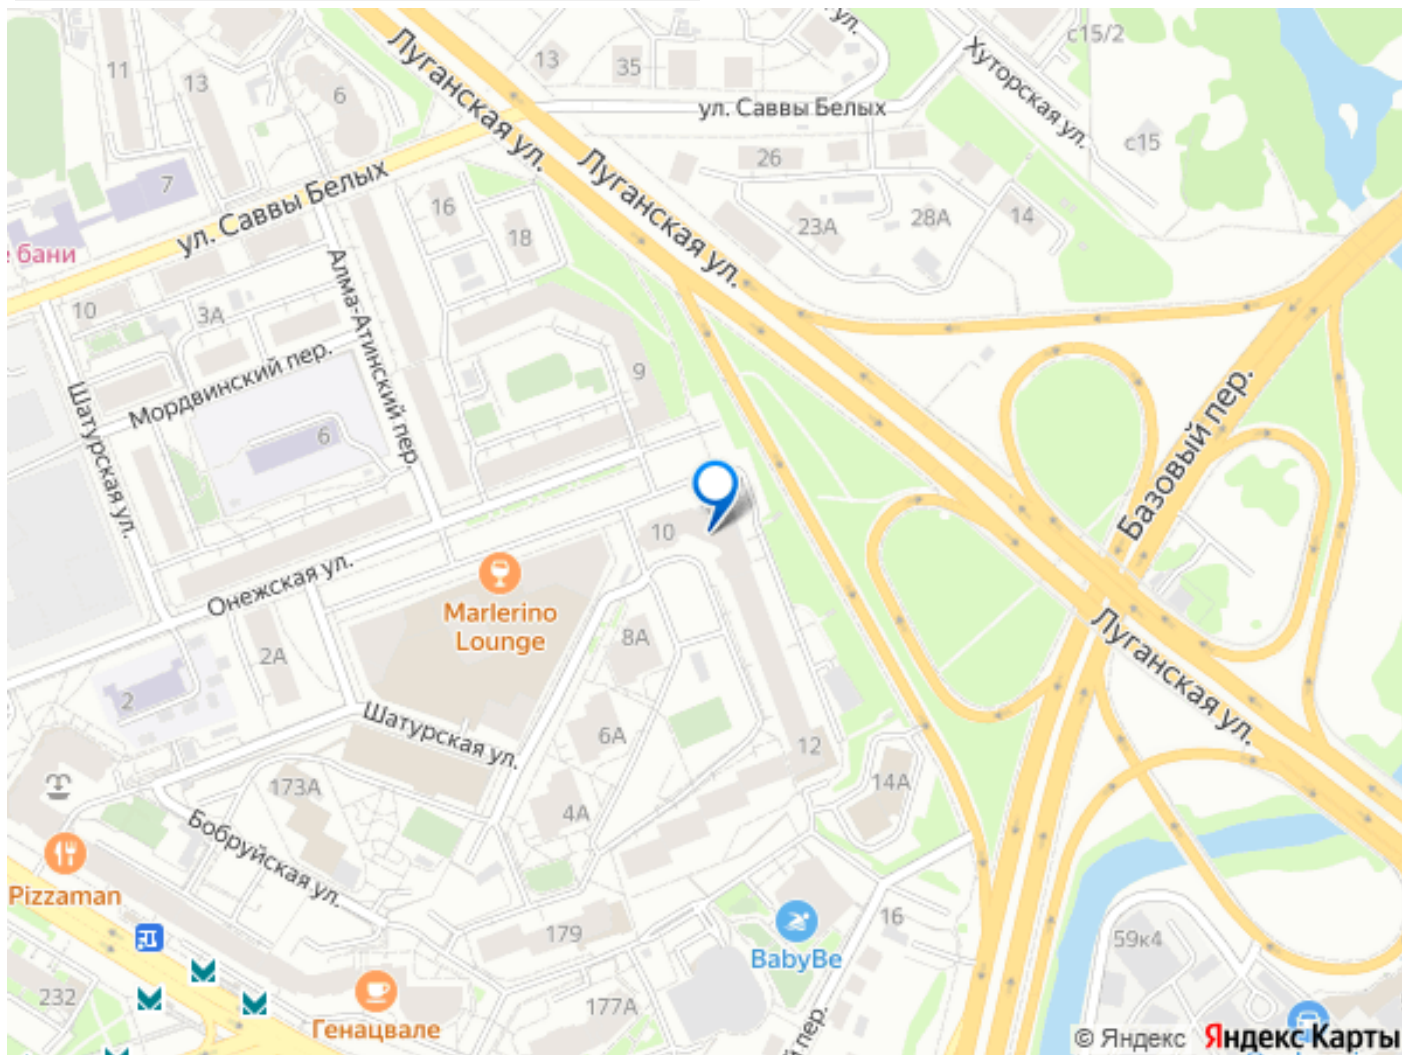 ул.
с15/2
Луганская ул.
13
35
Хуторская ул.
11
13
6
ул. Саввы Белых
с15
Луганская ул.
26
7
ул. Саввы Белых
16
18
23А
28А
14
е бани
Алма-Атинский пер.
10
3А
Мордвинский пер.
9
Шатурская ул.
Базовый пер.
6
10
Онежская ул.
Marlerino
Lounge
8А
2А
Луганская ул.
2
Шатурская ул.
6А
12
173А
14А
4А
Бобруйская ул.
Pizzaman
16
179
59к4
BabyBe
232
177А
Генацвале
й пер.
© Яндекс
Яндекс Карты